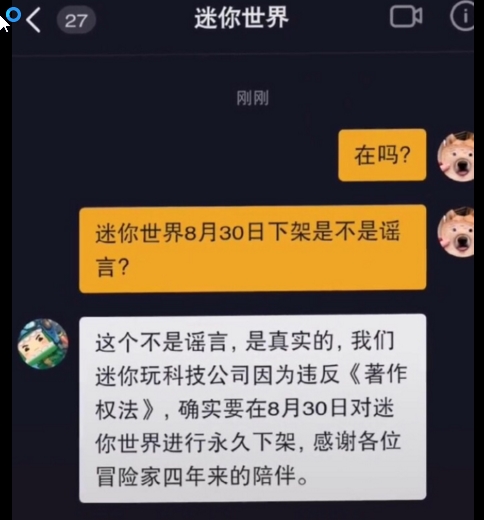 27
迷你世界
刚刚
在吗?
迷你世界8月30日下架是不是谣
言?
这个不是谣言, 是真实的, 我们
迷你玩科技公司因为违反《著作
权法》, 确实要在8月30日对迷
你世界进行永久下架, 感谢各位
冒险家四年来的陪伴。